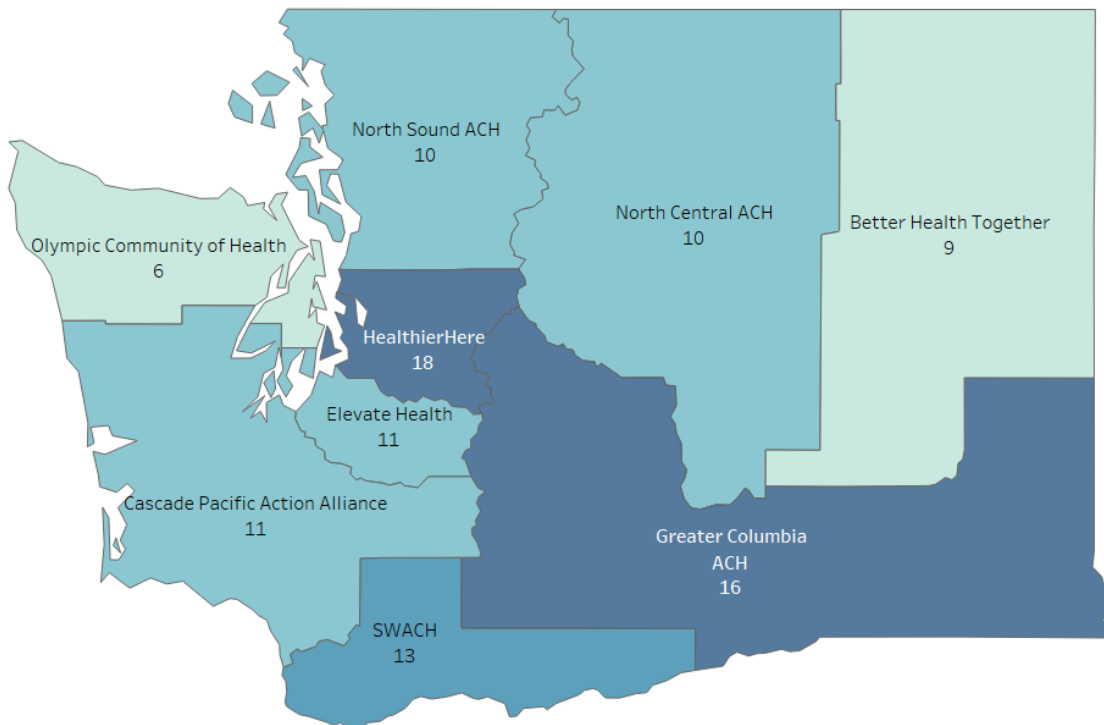 North Sound ACH
10
North Central ACH
10
Better Health Together
9
Olympic Community of Health
6
HealthierHere
18
Elevate Health
11
Cascade Pacific Action Alliance
11
Greater Columbia
ACH
16
SWACH
13